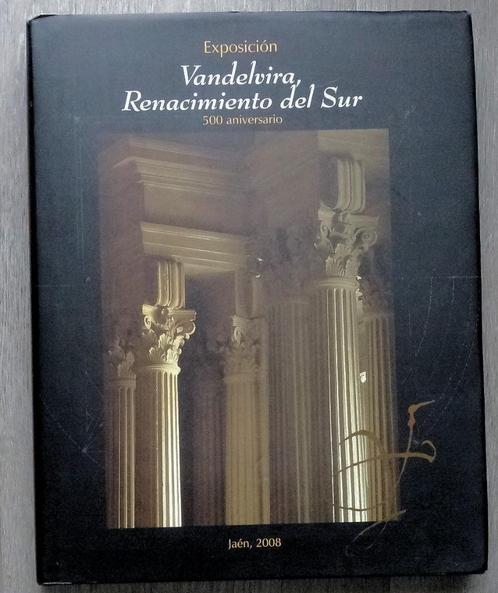 Exposición
Vandelvira,
Renacimiento del Sur
500 aniversario
Jaén, 2008